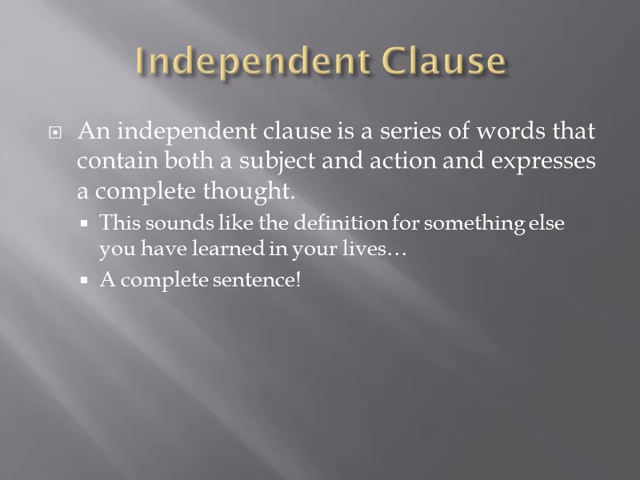 Independent Clause
An independent clause is a series of words that
contain both a subject and action and expresses
a complete thought.
This sounds like the definition for something else
you have learned in your lives…
A complete sentence!